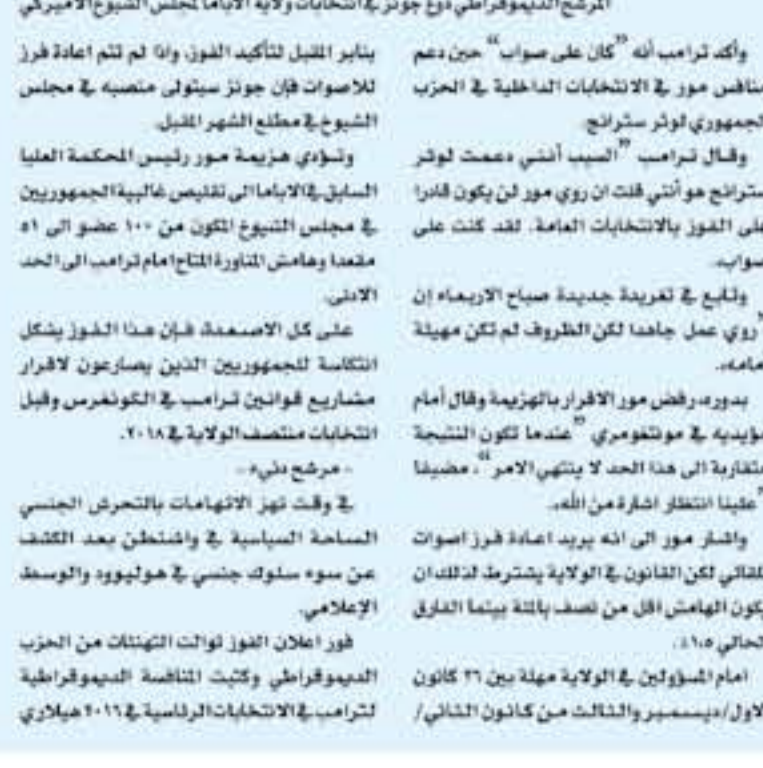 المرشح الديموقراطي دوغ جونز في انتخابات ولاية الاباما لمجلس الشيوخ الاميركي
وأكد ترامب أنه "كان على صواب" حين دعم
منافس مور في الانتخابات الداخلية في الحزب
الجمهوري لوثر سترانج.
وقال ترامب "السبب أنني دعمت لوثر
سترانج هو أنني قلت ان روي مور لن يكون قادرا
على الفوز بالانتخابات العامة. لقد كنت على
صواب".
وتابع في تغريدة جديدة صباح الاربعاء إن
"روي عمل جاهدا لكن الظروف لم تكن مهيئة
أمامه".
بدوره، رفض مور الاقرار بالهزيمة وقال أمام
مؤيديه في مونتغومري "عندما تكون النتيجة
متقاربة الى هذا الحد لا ينتهي الامر"، مضيفا
"علينا انتظار اشارة من الله".
واشار مور الى انه يريد اعادة فرز اصوات
تلقائي لكن القانون في الولاية يشترط لذلك ان
يكون الهامش اقل من نصف بالمئة بينما الفارق
الحالي ١،٥٪.
امام المسؤولين في الولاية مهلة بين ٢٦ كانون
الاول/ديسمبر والثالث من كانون الثاني/
يناير المقبل لتأكيد الفوز، واذا لم تتم اعادة فرز
للاصوات فإن جونز سيتولى منصبه في مجلس
الشيوخ في مطلع الشهر المقبل.
وتؤدي هزيمة مور رئيس المحكمة العليا
السابق في الاباما الى تقليص غالبية الجمهوريين
في مجلس الشيوخ المكون من ١٠٠ عضو الى ٥١
مقعدا وهامش المناورة المتاح امام ترامب الى الحد
الادنى.
على كل الاصعدة، فإن هذا الفوز يشكل
انتكاسة للجمهوريين الذين يصارعون لاقرار
مشاريع قوانين ترامب في الكونغرس وقبل
انتخابات منتصف الولاية في ٢٠١٨.
- مرشح دنيء -
في وقت تهز الاتهامات بالتحرش الجنسي
الساحة السياسية في واشنطن بعد الكشف
عن سوء سلوك جنسي في هوليوود والوسط
الإعلامي.
فور اعلان الفوز توالت التهنئات من الحزب
الديموقراطي وكتبت المنافسة الديموقراطية
لترامب في الانتخابات الرئاسية في ٢٠١٦ هيلاري